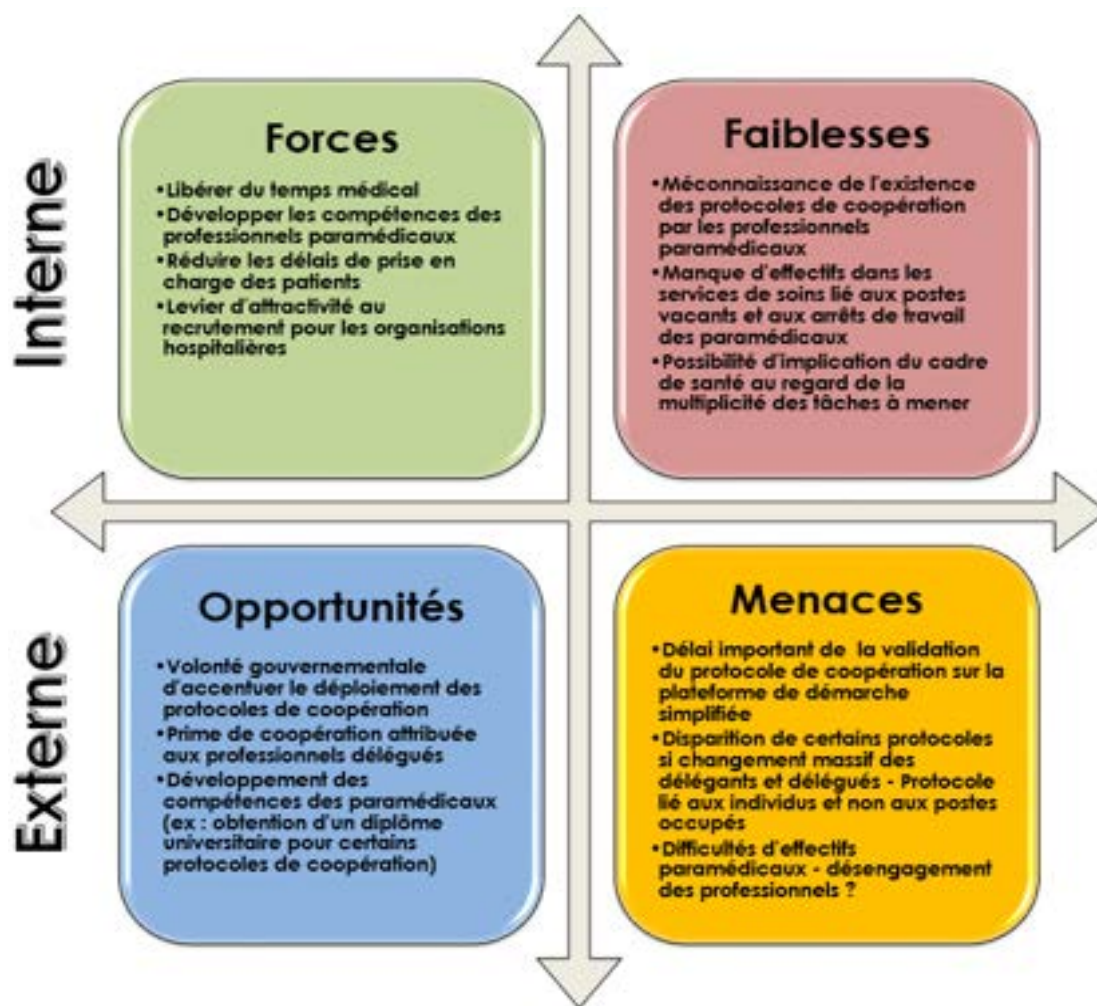 Interne
Forces
•Libérer du temps médical
•Développer les compétences des
professionnels paramédicaux
•Réduire les délais de prise en
charge des patients
•Levier d'attractivité au
recrutement pour les organisations
hospitalières
Faiblesses
•Méconnaissance de l'existence
des protocoles de coopération
par les professionnels
paramédicaux
•Manque d'effectifs dans les
services de soins lié aux postes
vacants et aux arrêts de travail
des paramédicaux
•Possibilité d'implication du cadre
de santé au regard de la
multiplicité des tâches à mener
Externe
Opportunités
•Volonté gouvernementale
d'accentuer le déploiement des
protocoles de coopération
•Prime de coopération attribuée
aux professionnels délégués
•Développement des
compétences des paramédicaux
(ex : obtention d'un diplôme
universitaire pour certains
protocoles de coopération)
Menaces
•Délai important de la validation
du protocole de coopération sur la
plateforme de démarche
simplifiée
•Disparition de certains protocoles
si changement massif des
délégants et délégués - Protocole
lié aux individus et non aux postes
occupés
•Difficultés d'effectifs
paramédicaux - désengagement
des professionnels ?